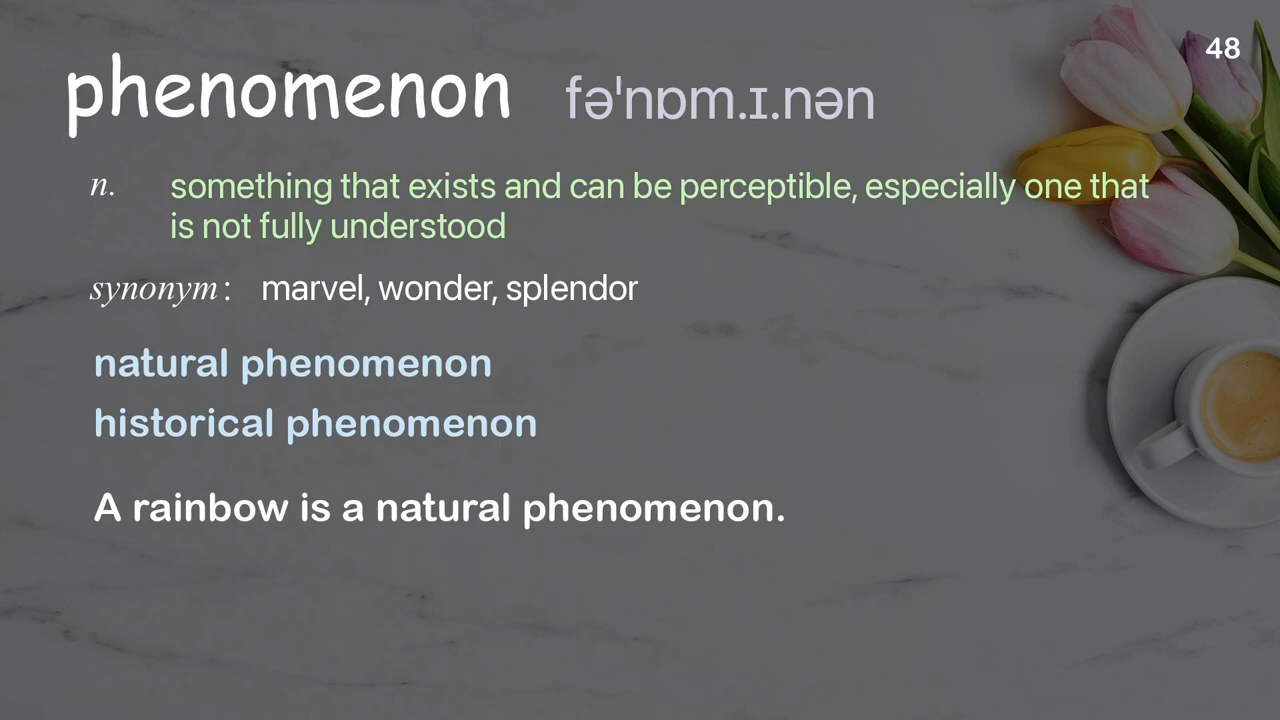 48
phenomenon fəˈnɒm.ɪ.nən
n. something that exists and can be perceptible, especially one that
is not fully understood
synonym: marvel, wonder, splendor
natural phenomenon
historical phenomenon
A rainbow is a natural phenomenon.